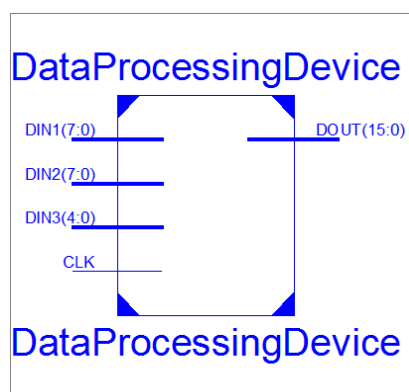 DataProcessingDevice
DIN1(7:0)
DOUT(15:0)
DIN2(7:0)
DIN3(4:0)
CLK
DataProcessingDevice